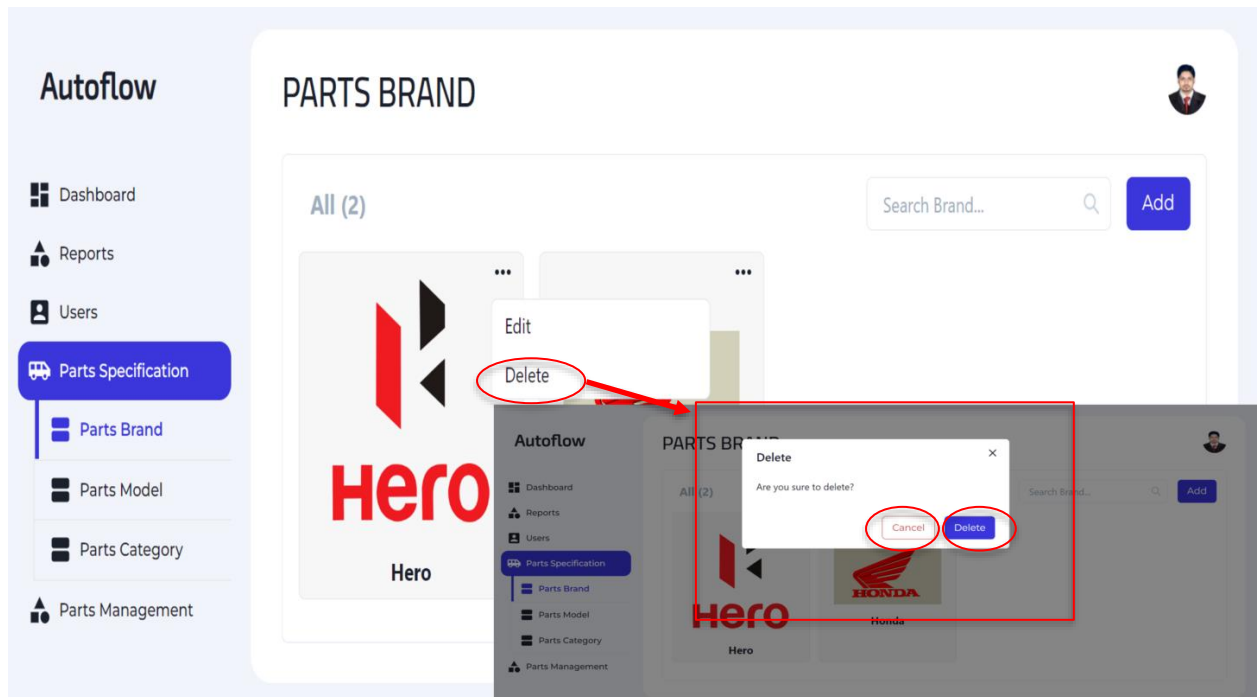 Autoflow
PARTS BRAND
Dashboard
Reports
Users
Parts Specification
Parts Brand
Parts Model
Parts Category
Parts Management
All (2)
Search Brand...
Add
Edit
Delete
Hero
Hero
Autoflow
PARTS BR
Dashboard
Reports
Users
Parts Specification
Parts Brand
Parts Model
Parts Category
Parts Management
All (2)
Search Brand...
Add
Delete
Are you sure to delete?
Cancel
Delete
Hero
Hero
HONDA
Honda